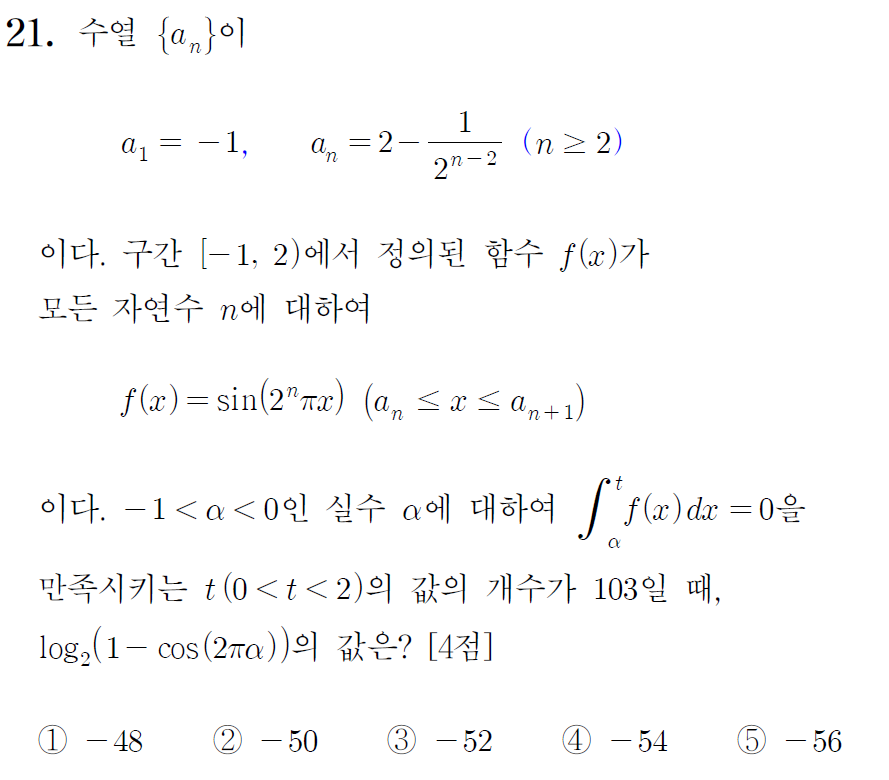 21. 수열 {aₙ}이
a₁ = −1, aₙ = 2 − 1/2ⁿ⁻² (n ≥ 2)
이다. 구간 [−1, 2)에서 정의된 함수 f(x)가
모든 자연수 n에 대하여
f(x) = sin(2ⁿπx) (aₙ ≤ x ≤ aₙ₊₁)
이다. −1 < α < 0인 실수 α에 대하여 ∫_α^t f(x)dx = 0을
만족시키는 t(0 < t < 2)의 값의 개수가 103일 때,
log₂(1 − cos(2πα))의 값은? [4점]
① −48 ② −50 ③ −52 ④ −54 ⑤ −56